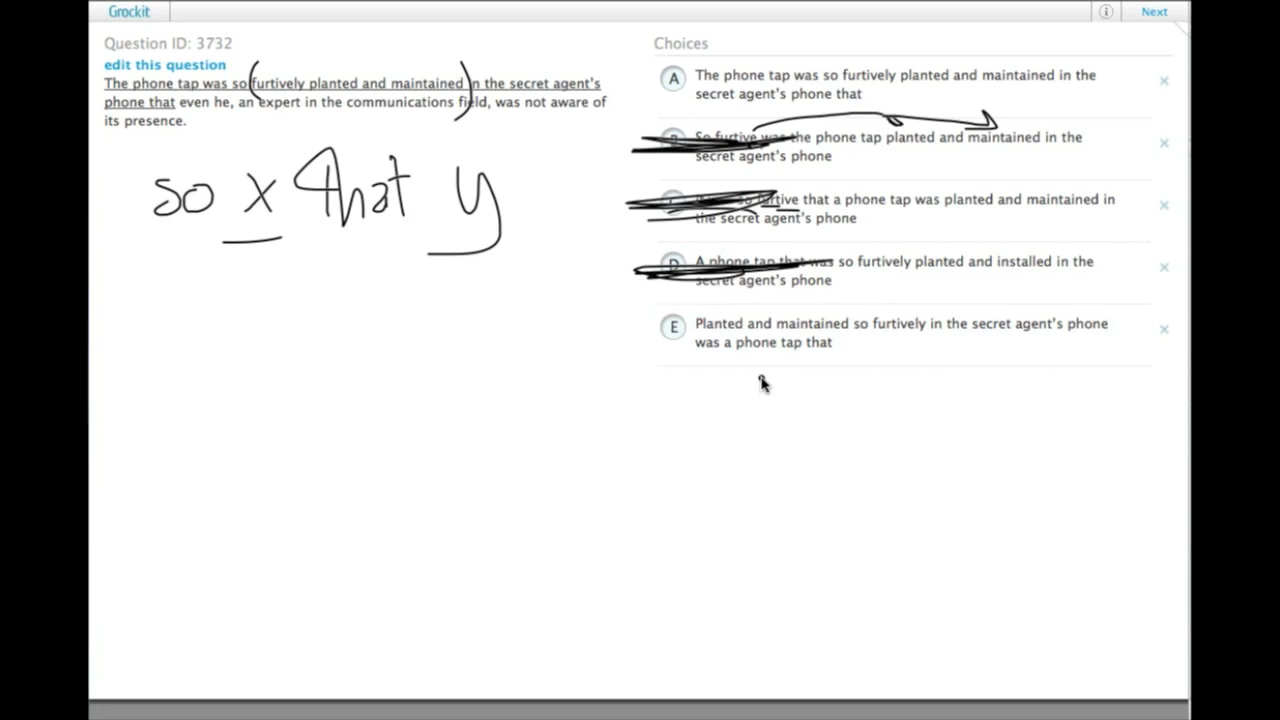 Grockit
Next
Question ID: 3732
edit this question
The phone tap was so furtively planted and maintained in the secret agent's
phone that even he, an expert in the communications field, was not aware of
its presence.
so x that y
Choices
A The phone tap was so furtively planted and maintained in the
secret agent's phone that
So furtive was the phone tap planted and maintained in the
secret agent's phone
so furtive that a phone tap was planted and maintained in
the secret agent's phone
D A phone tap that was so furtively planted and installed in the
secret agent's phone
E Planted and maintained so furtively in the secret agent's phone
was a phone tap that